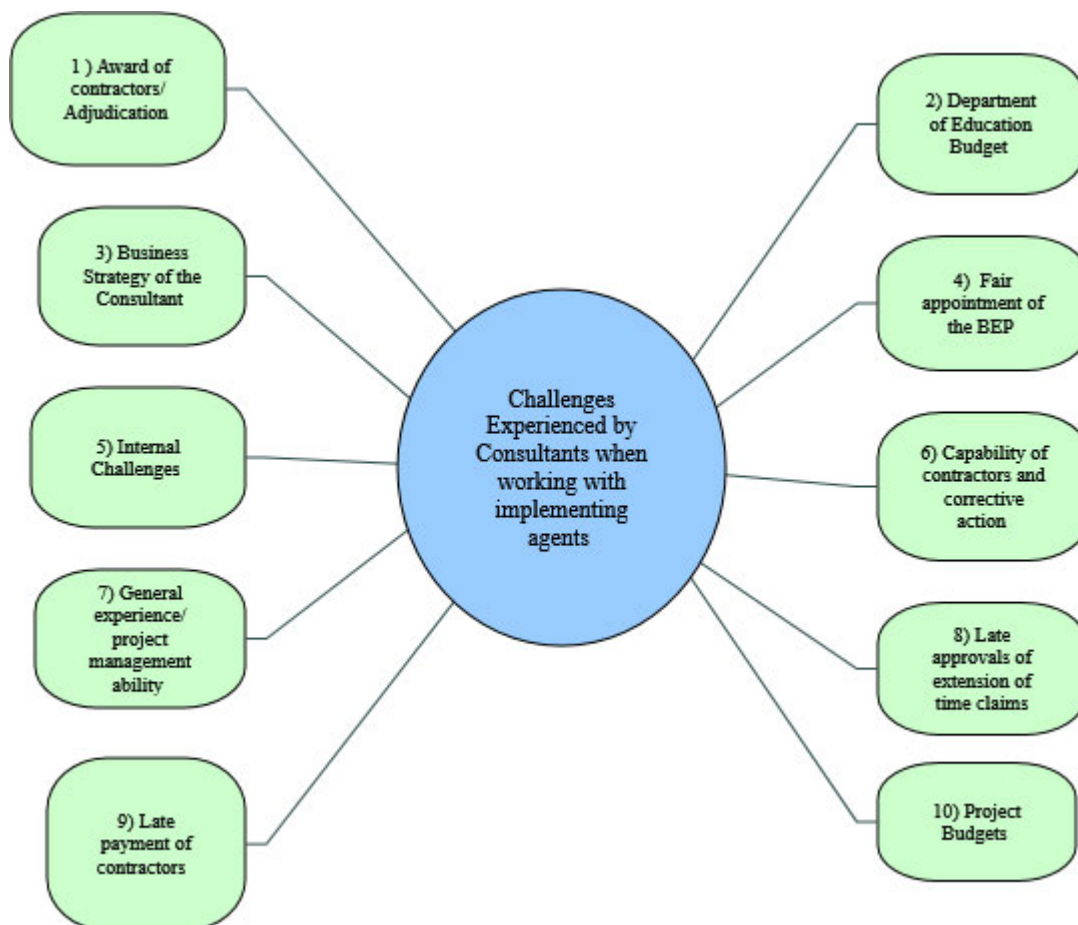 1 ) Award of
contractors/
Adjudication
2) Department
of Education
Budget
3) Business
Strategy of the
Consultant
4) Fair
appointment of
the BEP
Challenges
Experienced by
Consultants when
working with
implementing
agents
5) Internal
Challenges
6) Capability of
contractors and
corrective
action
7) General
experience/
project
management
ability
8) Late
approvals of
extension of
time claims
9) Late
payment of
contractors
10) Project
Budgets